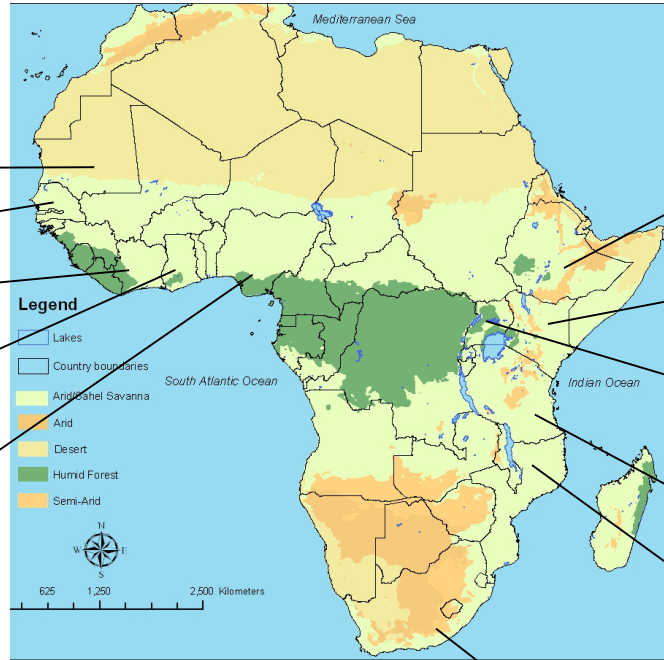 Mediterranean Sea
Legend
Lakes
Country boundaries
South Atlantic Ocean
Indian Ocean
Arid/Sahel Savanna
Arid
Desert
Humid Forest
Semi-Arid
N
W E
S
625 1,250 2,500 Kilometers